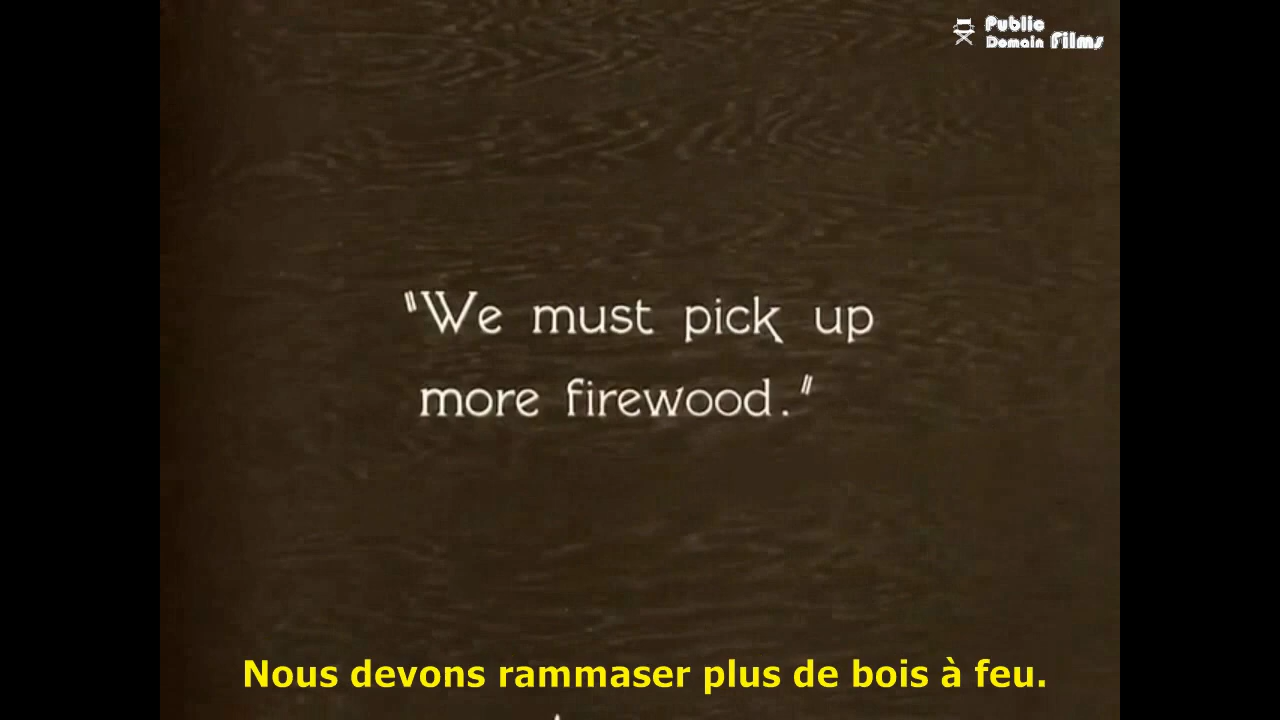 Public
Domain Films
"We must pick up
more firewood."
Nous devons rammaser plus de bois à feu.